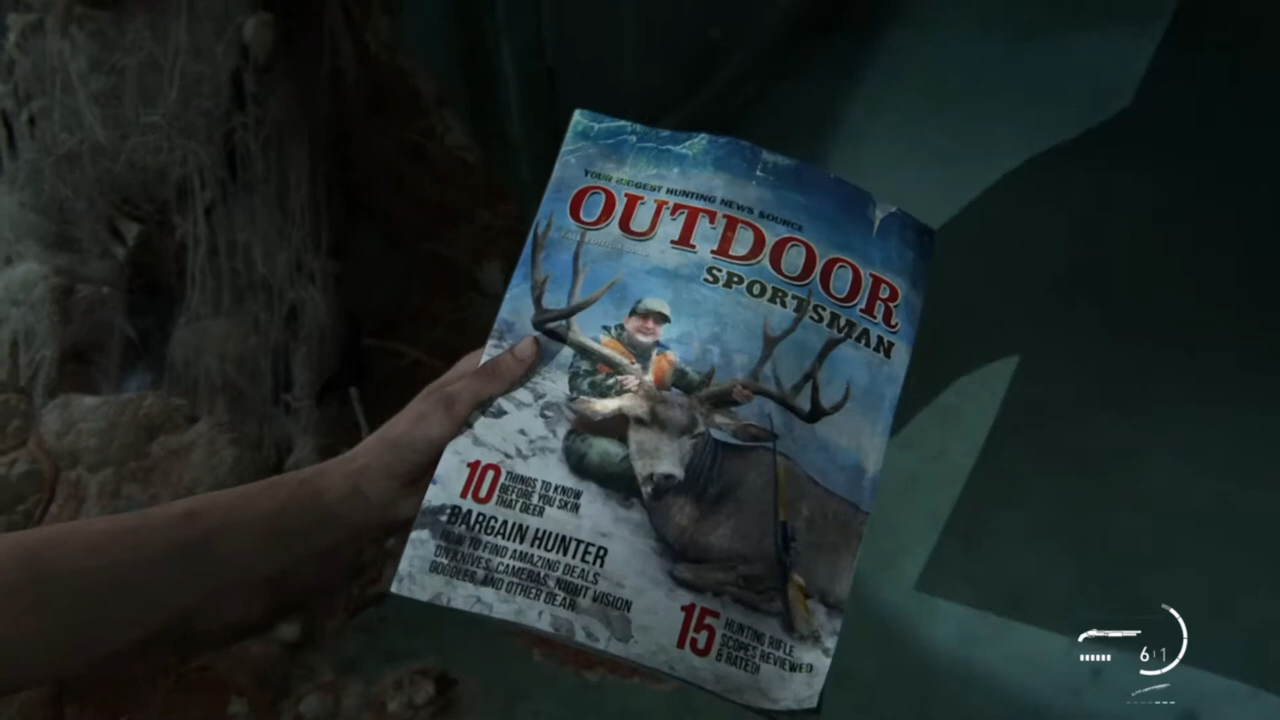 YOUR BIGGEST HUNTING NEWS SOURCE
OUTDOOR
SPORTSMAN
10 THINGS TO KNOW
BEFORE YOU SKIN
THAT DEER
BARGAIN HUNTER
HOW TO FIND AMAZING DEALS
ON KNIVES, CAMERAS, NIGHT VISION
GOGGLES, AND OTHER GEAR
15 HUNTING RIFLE
SCOPES REVIEWED
& RATED!
6 1